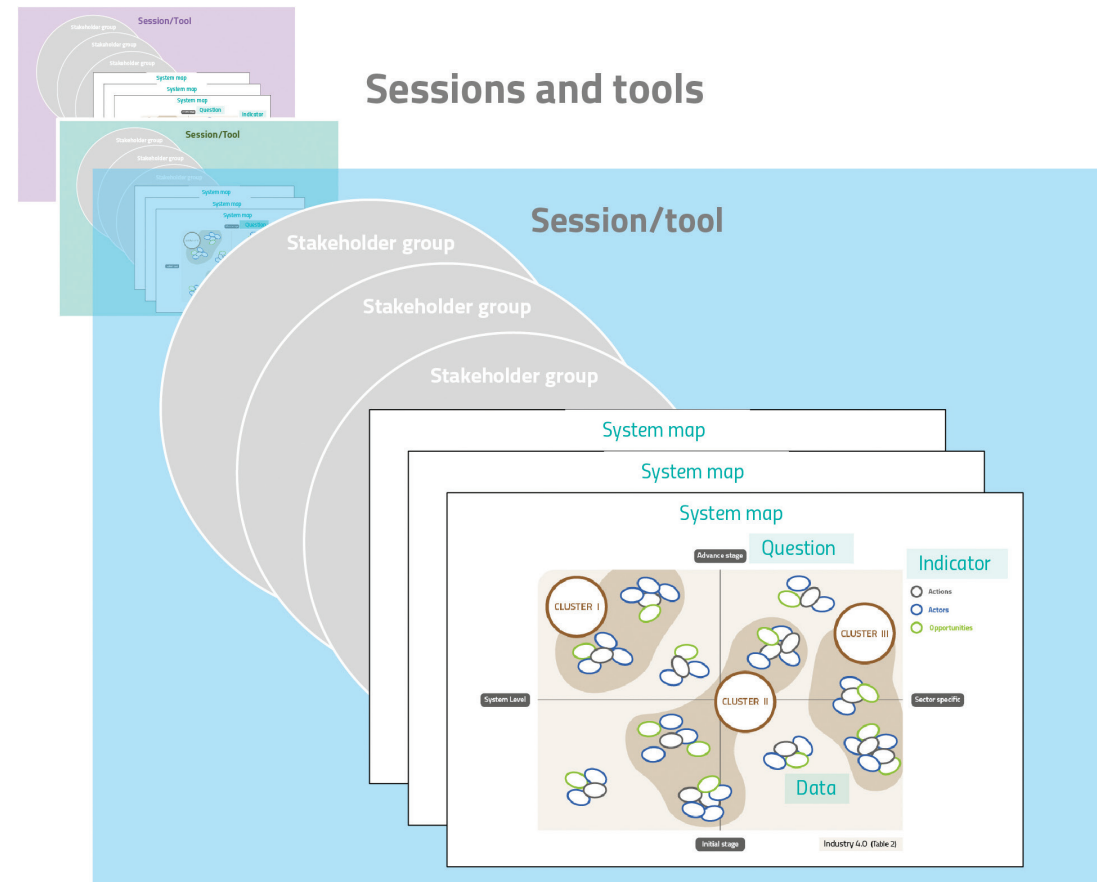 Session/Tool
Stakeholder group
Stakeholder group
Stakeholder group
System map
System map
System map
Question
Indicator
Sessions and tools
Session/Tool
Stakeholder group
Stakeholder group
Stakeholder group
System map
System map
System map
Question
Session/tool
Stakeholder group
Stakeholder group
Stakeholder group
System map
System map
System map
Advance stage
Question
Indicator
Actions
Actors
Opportunities
CLUSTER I
CLUSTER III
System Level
CLUSTER II
Sector specific
Data
Initial stage
Industry 4.0 (Table 2)